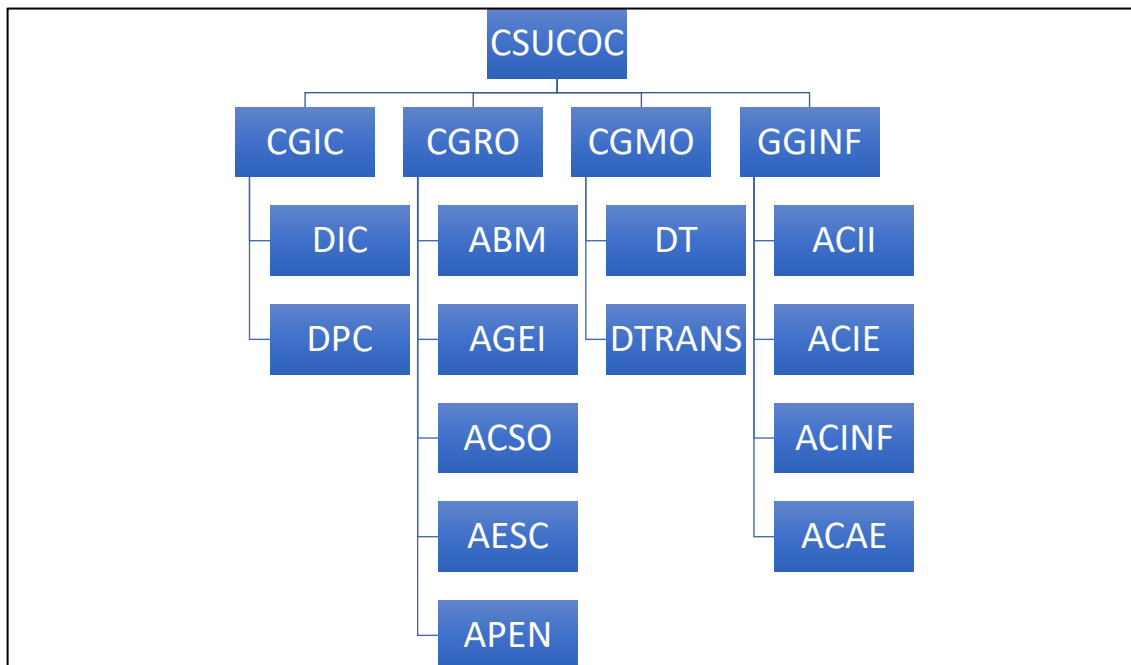 CSUCOC
CGIC
CGRO
CGMO
GGINF
DIC
ABM
DT
ACII
DPC
AGEI
DTRANS
ACIE
ACSO
ACINF
AESC
ACAE
APEN